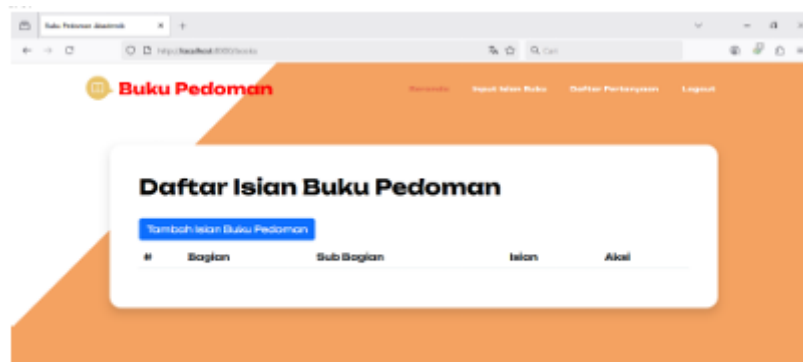 Buku Pedoman Akademik
Cari
Buku Pedoman
Beranda Input Isian Buku Daftar Pertanyaan Logout
Daftar Isian Buku Pedoman
Tambah Isian Buku Pedoman
# Bagian Sub Bagian Isian Aksi